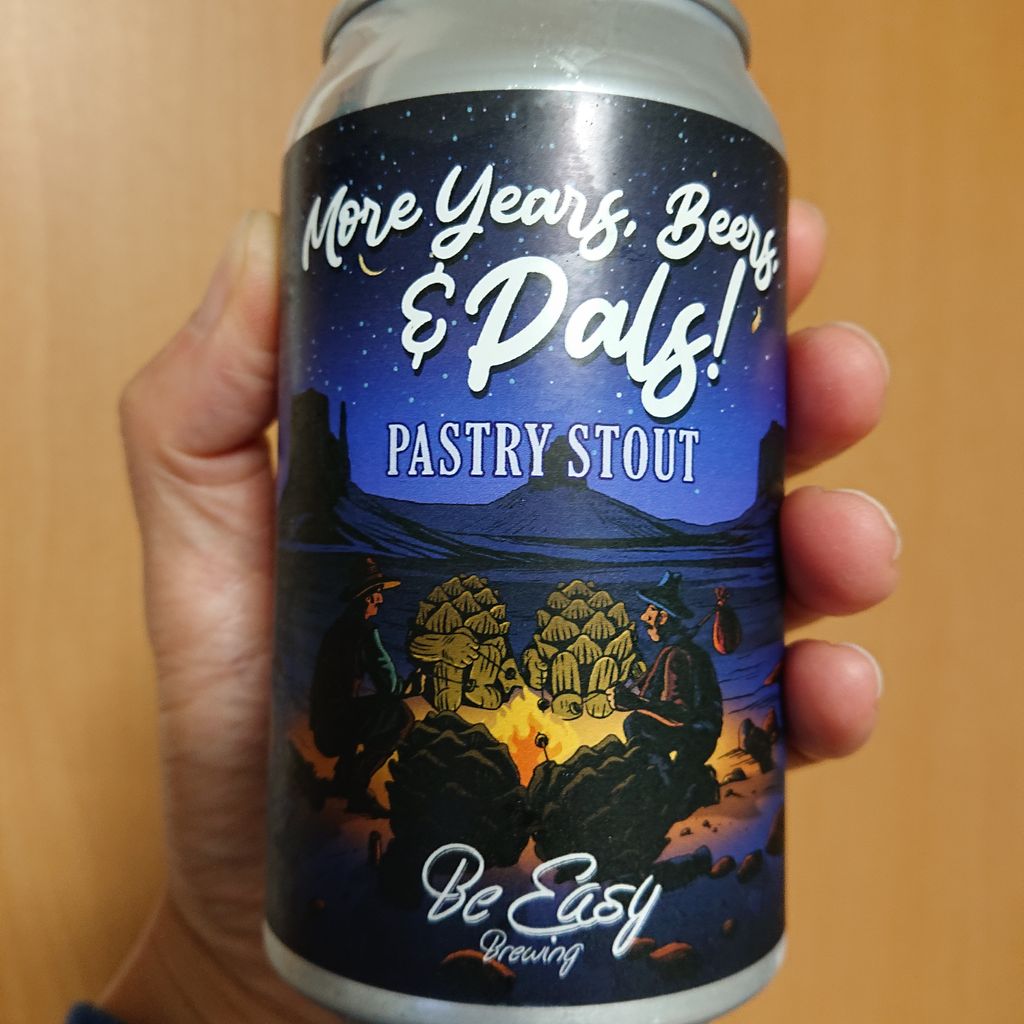 More Years, Beers,
& Pals!
PASTRY STOUT
Be Easy
Brewing